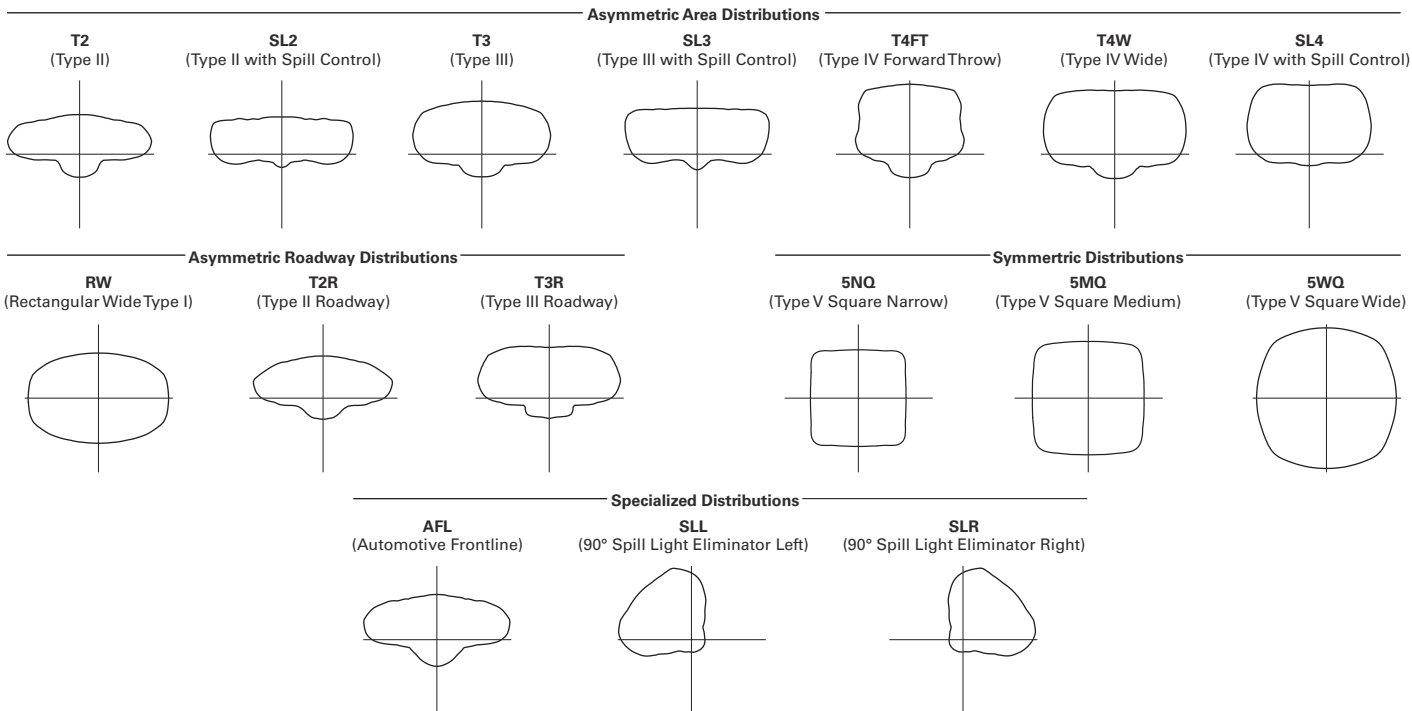 Asymmetric Area Distributions
T2
(Type II)
SL2
(Type II with Spill Control)
T3
(Type III)
SL3
(Type III with Spill Control)
T4FT
(Type IV Forward Throw)
T4W
(Type IV Wide)
SL4
(Type IV with Spill Control)
Asymmetric Roadway Distributions
RW
(Rectangular Wide Type I)
T2R
(Type II Roadway)
T3R
(Type III Roadway)
Symmertric Distributions
5NQ
(Type V Square Narrow)
5MQ
(Type V Square Medium)
5WQ
(Type V Square Wide)
Specialized Distributions
AFL
(Automotive Frontline)
SLL
(90° Spill Light Eliminator Left)
SLR
(90° Spill Light Eliminator Right)